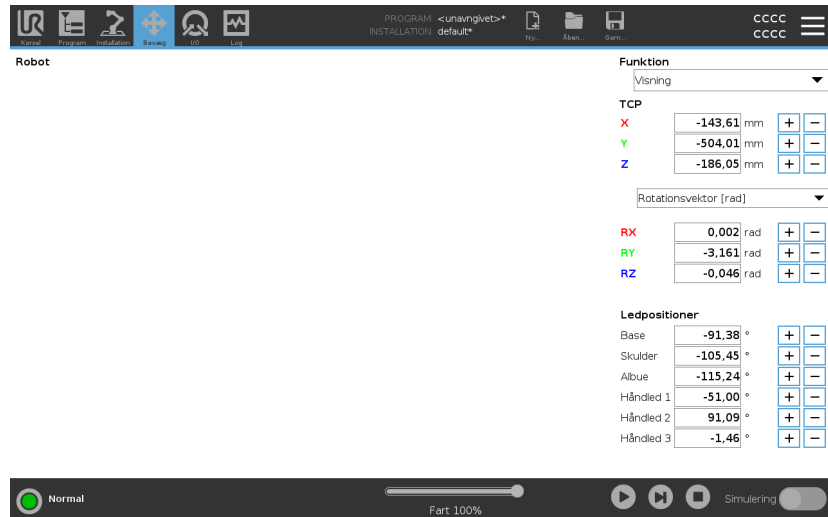 PROGRAM <unavngivet>*
INSTALLATION default*
Kørsel Program Installation Bevæg I/O Log Ny... Åben... Gem...
CCCC
CCCC
Robot
Funktion
Visning
TCP
X -143,61 mm + −
Y -504,01 mm + −
Z -186,05 mm + −
Rotationsvektor [rad]
RX 0,002 rad + −
RY -3,161 rad + −
RZ -0,046 rad + −
Ledpositioner
Base -91,38 ° + −
Skulder -105,45 ° + −
Albue -115,24 ° + −
Håndled 1 -51,00 ° + −
Håndled 2 91,09 ° + −
Håndled 3 -1,46 ° + −
Normal
Fart 100%
Simulering